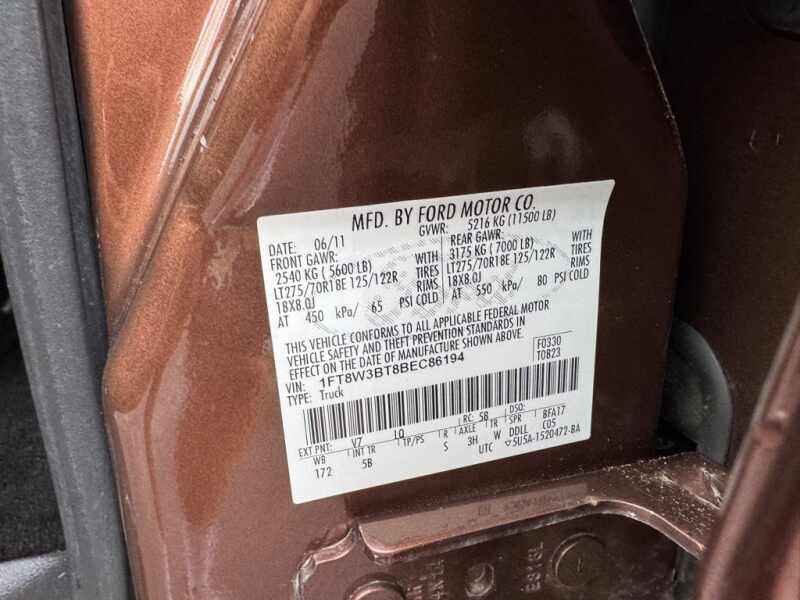 MFD. BY FORD MOTOR CO.
DATE: 06/11 GVWR: 5216 KG (11500 LB)
FRONT GAWR: REAR GAWR:
2540 KG (5600 LB) WITH 3175 KG (7000 LB) WITH
LT275/70R18E 125/122R TIRES LT275/70R18E 125/122R TIRES
18X8.0J RIMS 18X8.0J RIMS
AT 450 kPa/ 65 PSI COLD AT 550 kPa/ 80 PSI COLD
THIS VEHICLE CONFORMS TO ALL APPLICABLE FEDERAL MOTOR
VEHICLE SAFETY AND THEFT PREVENTION STANDARDS IN
EFFECT ON THE DATE OF MANUFACTURE SHOWN ABOVE.
VIN: 1FT8W3BT8BEC86194 F0330
TYPE: Truck T0823
EXT PNT: V7 LQ RC: 5B DSO:
WB INT TR TP/PS R AXLE TR SPR BFA17
172 5B S 3H W DDLL C05
UTC ▽5U5A-1520472-BA